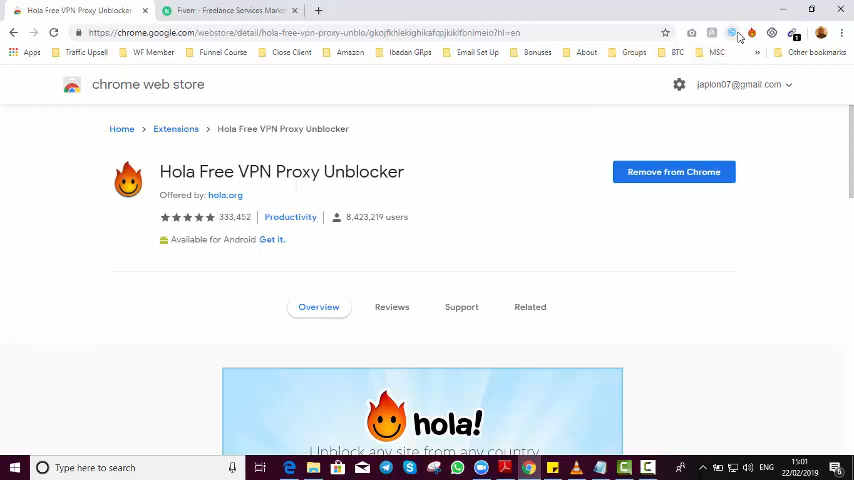 Hola Free VPN Proxy Unblocker
Fiverr - Freelance Services Market
https://chrome.google.com/webstore/detail/hola-free-vpn-proxy-unblo/gkojfkhlekighikafcpjkiklfbnlmeio?hl=en
Apps Traffic Upsell WF Member Funnel Course Close Client Amazon Ibadan GRPs Email Set Up Bonuses About Groups BTC MSC » Other bookmarks
chrome web store
japlon07@gmail.com
Home Extensions Hola Free VPN Proxy Unblocker
Hola Free VPN Proxy Unblocker
Remove from Chrome
Offered by: hola.org
333,452 Productivity 8,423,219 users
Available for Android Get it.
Overview Reviews Support Related
hola!
Unblock any site from any country
Type here to search
ENG
15:01
22/02/2019